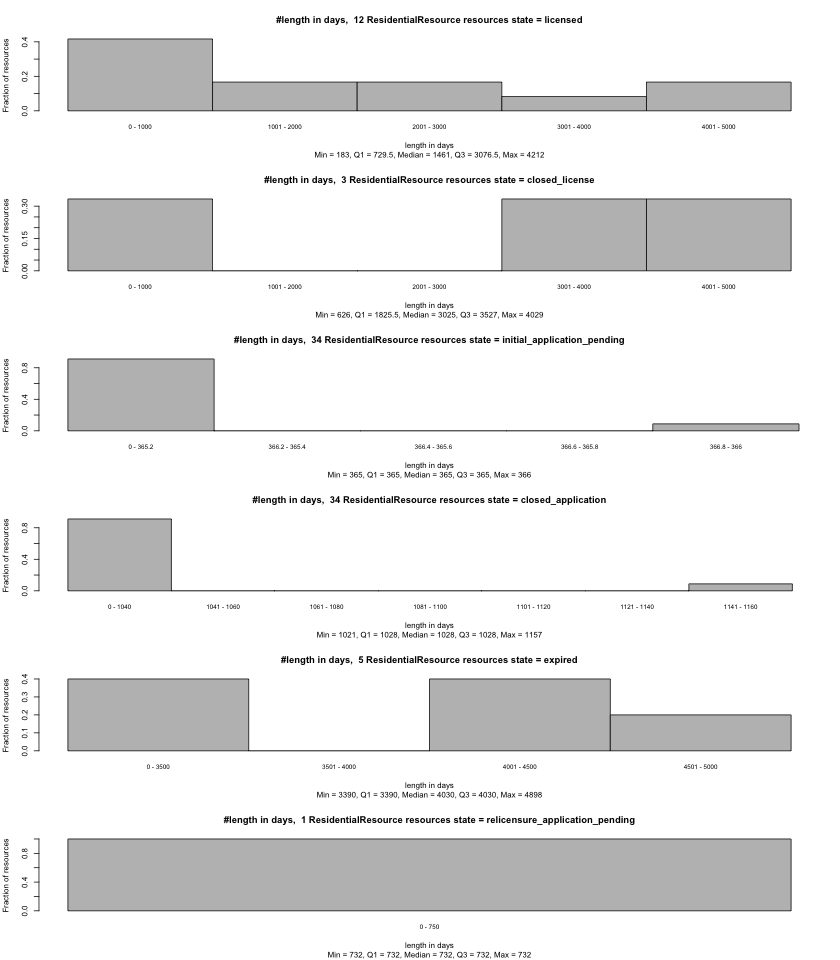 #length in days,  12 ResidentialResource resources state = licensed
Fraction of resources
0.0 0.2 0.4
0 - 1000 1001 - 2000 2001 - 3000 3001 - 4000 4001 - 5000
length in days
Min = 183, Q1 = 729.5, Median = 1461, Q3 = 3076.5, Max = 4212
#length in days,  3 ResidentialResource resources state = closed_license
Fraction of resources
0.00 0.15 0.30
0 - 1000 1001 - 2000 2001 - 3000 3001 - 4000 4001 - 5000
length in days
Min = 626, Q1 = 1825.5, Median = 3025, Q3 = 3527, Max = 4029
#length in days,  34 ResidentialResource resources state = initial_application_pending
Fraction of resources
0.0 0.4 0.8
0 - 365.2 366.2 - 365.4 366.4 - 365.6 366.6 - 365.8 366.8 - 366
length in days
Min = 365, Q1 = 365, Median = 365, Q3 = 365, Max = 366
#length in days,  34 ResidentialResource resources state = closed_application
Fraction of resources
0.0 0.4 0.8
0 - 1040 1041 - 1060 1061 - 1080 1081 - 1100 1101 - 1120 1121 - 1140 1141 - 1160
length in days
Min = 1021, Q1 = 1028, Median = 1028, Q3 = 1028, Max = 1157
#length in days,  5 ResidentialResource resources state = expired
Fraction of resources
0.0 0.1 0.2 0.3 0.4
0 - 3500 3501 - 4000 4001 - 4500 4501 - 5000
length in days
Min = 3390, Q1 = 3390, Median = 4030, Q3 = 4030, Max = 4898
#length in days,  1 ResidentialResource resources state = relicensure_application_pending
Fraction of resources
0.0 0.4 0.8
0 - 750
length in days
Min = 732, Q1 = 732, Median = 732, Q3 = 732, Max = 732